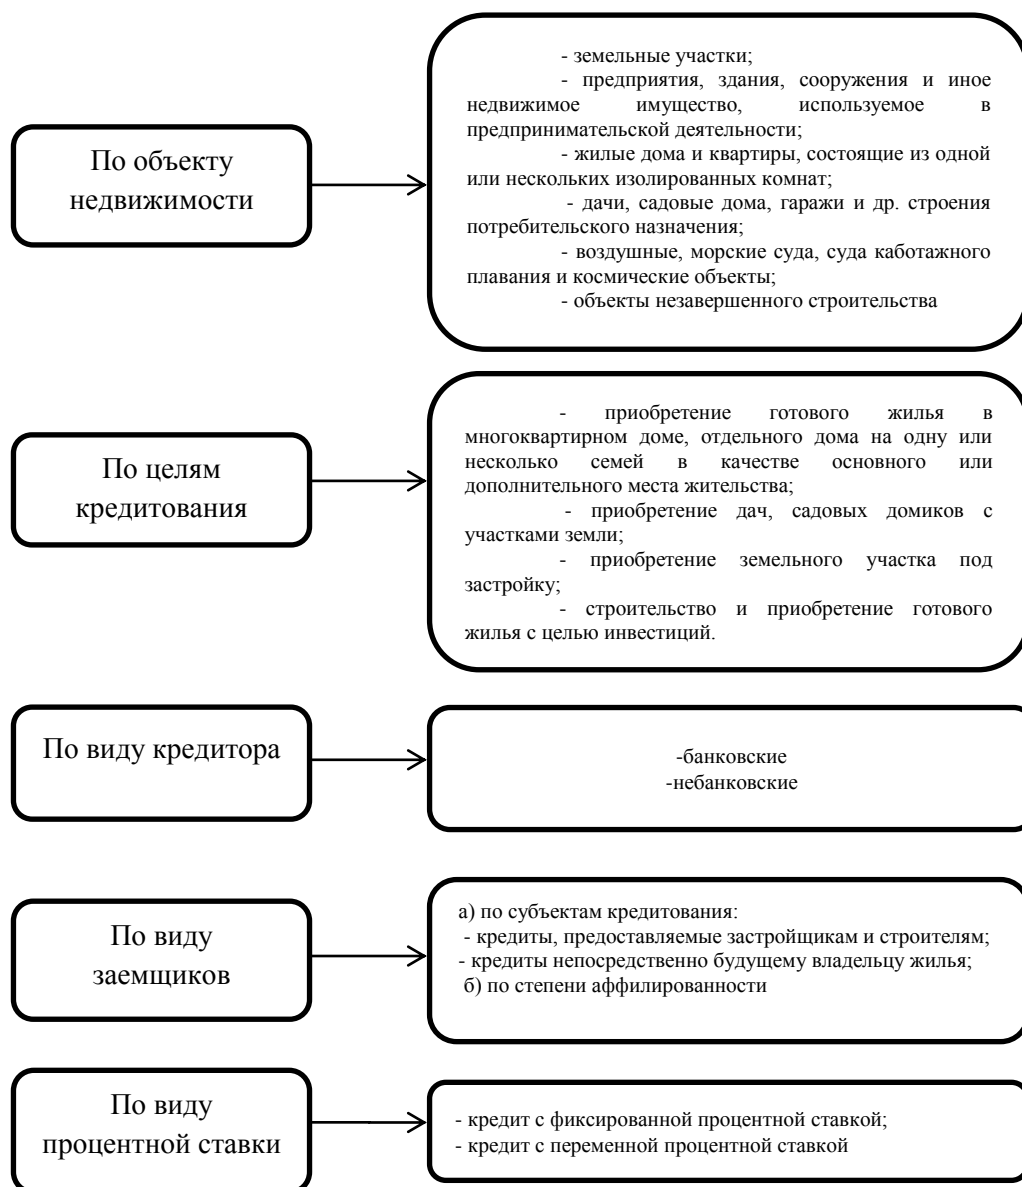 По объекту
недвижимости
- земельные участки;
- предприятия, здания, сооружения и иное
недвижимое имущество, используемое в
предпринимательской деятельности;
- жилые дома и квартиры, состоящие из одной
или нескольких изолированных комнат;
- дачи, садовые дома, гаражи и др. строения
потребительского назначения;
- воздушные, морские суда, суда каботажного
плавания и космические объекты;
- объекты незавершенного строительства
По целям
кредитования
- приобретение готового жилья в
многоквартирном доме, отдельного дома на одну или
несколько семей в качестве основного или
дополнительного места жительства;
- приобретение дач, садовых домиков с
участками земли;
- приобретение земельного участка под
застройку;
- строительство и приобретение готового
жилья с целью инвестиций.
По виду кредитора
-банковские
-небанковские
По виду
заемщиков
а) по субъектам кредитования:
- кредиты, предоставляемые застройщикам и строителям;
- кредиты непосредственно будущему владельцу жилья;
б) по степени аффилированности
По виду
процентной ставки
- кредит с фиксированной процентной ставкой;
- кредит с переменной процентной ставкой